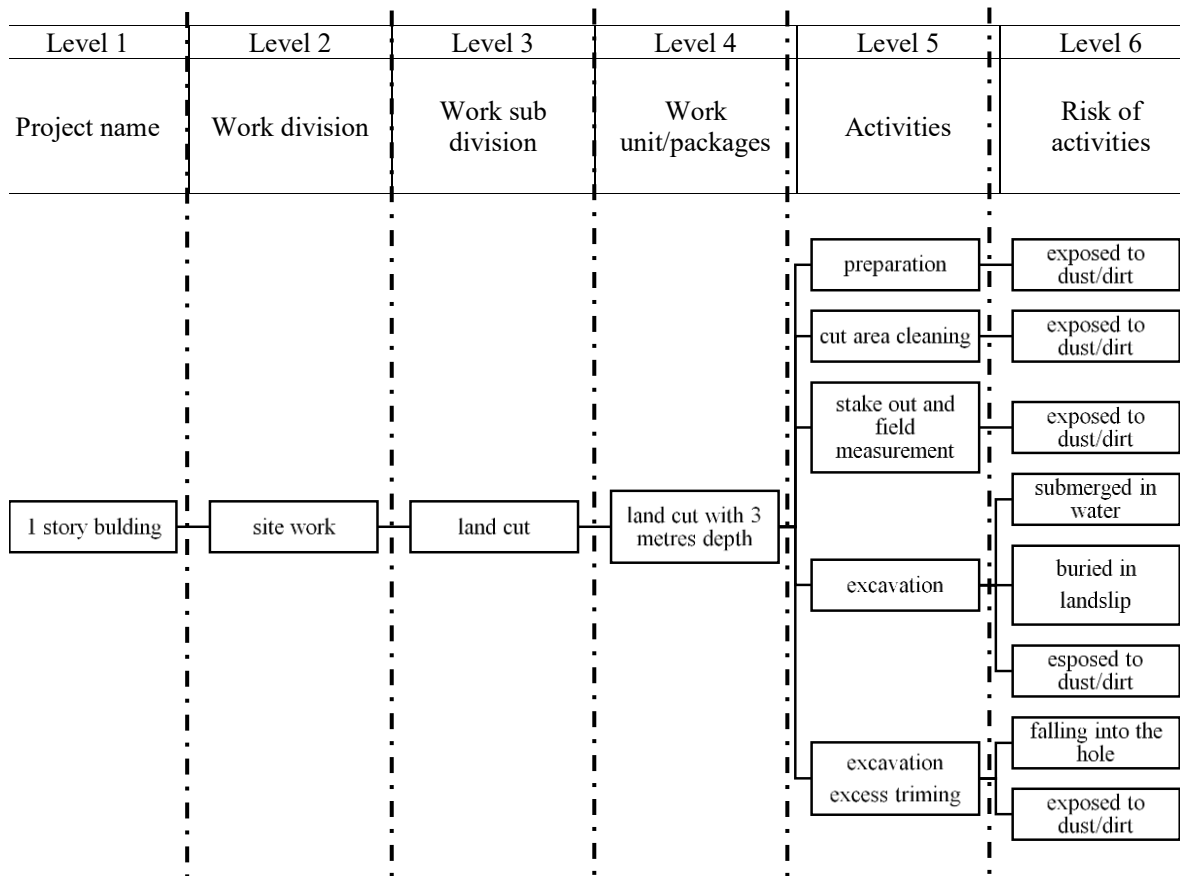 Level 1
Level 2
Level 3
Level 4
Level 5
Level 6
Project name
Work division
Work sub
division
Work
unit/packages
Activities
Risk of
activities
1 story bulding
site work
land cut
land cut with 3
metres depth
preparation
exposed to
dust/dirt
cut area cleaning
exposed to
dust/dirt
stake out and
field
measurement
exposed to
dust/dirt
excavation
submerged in
water
buried in
landslip
esposed to
dust/dirt
excavation
excess triming
falling into the
hole
exposed to
dust/dirt